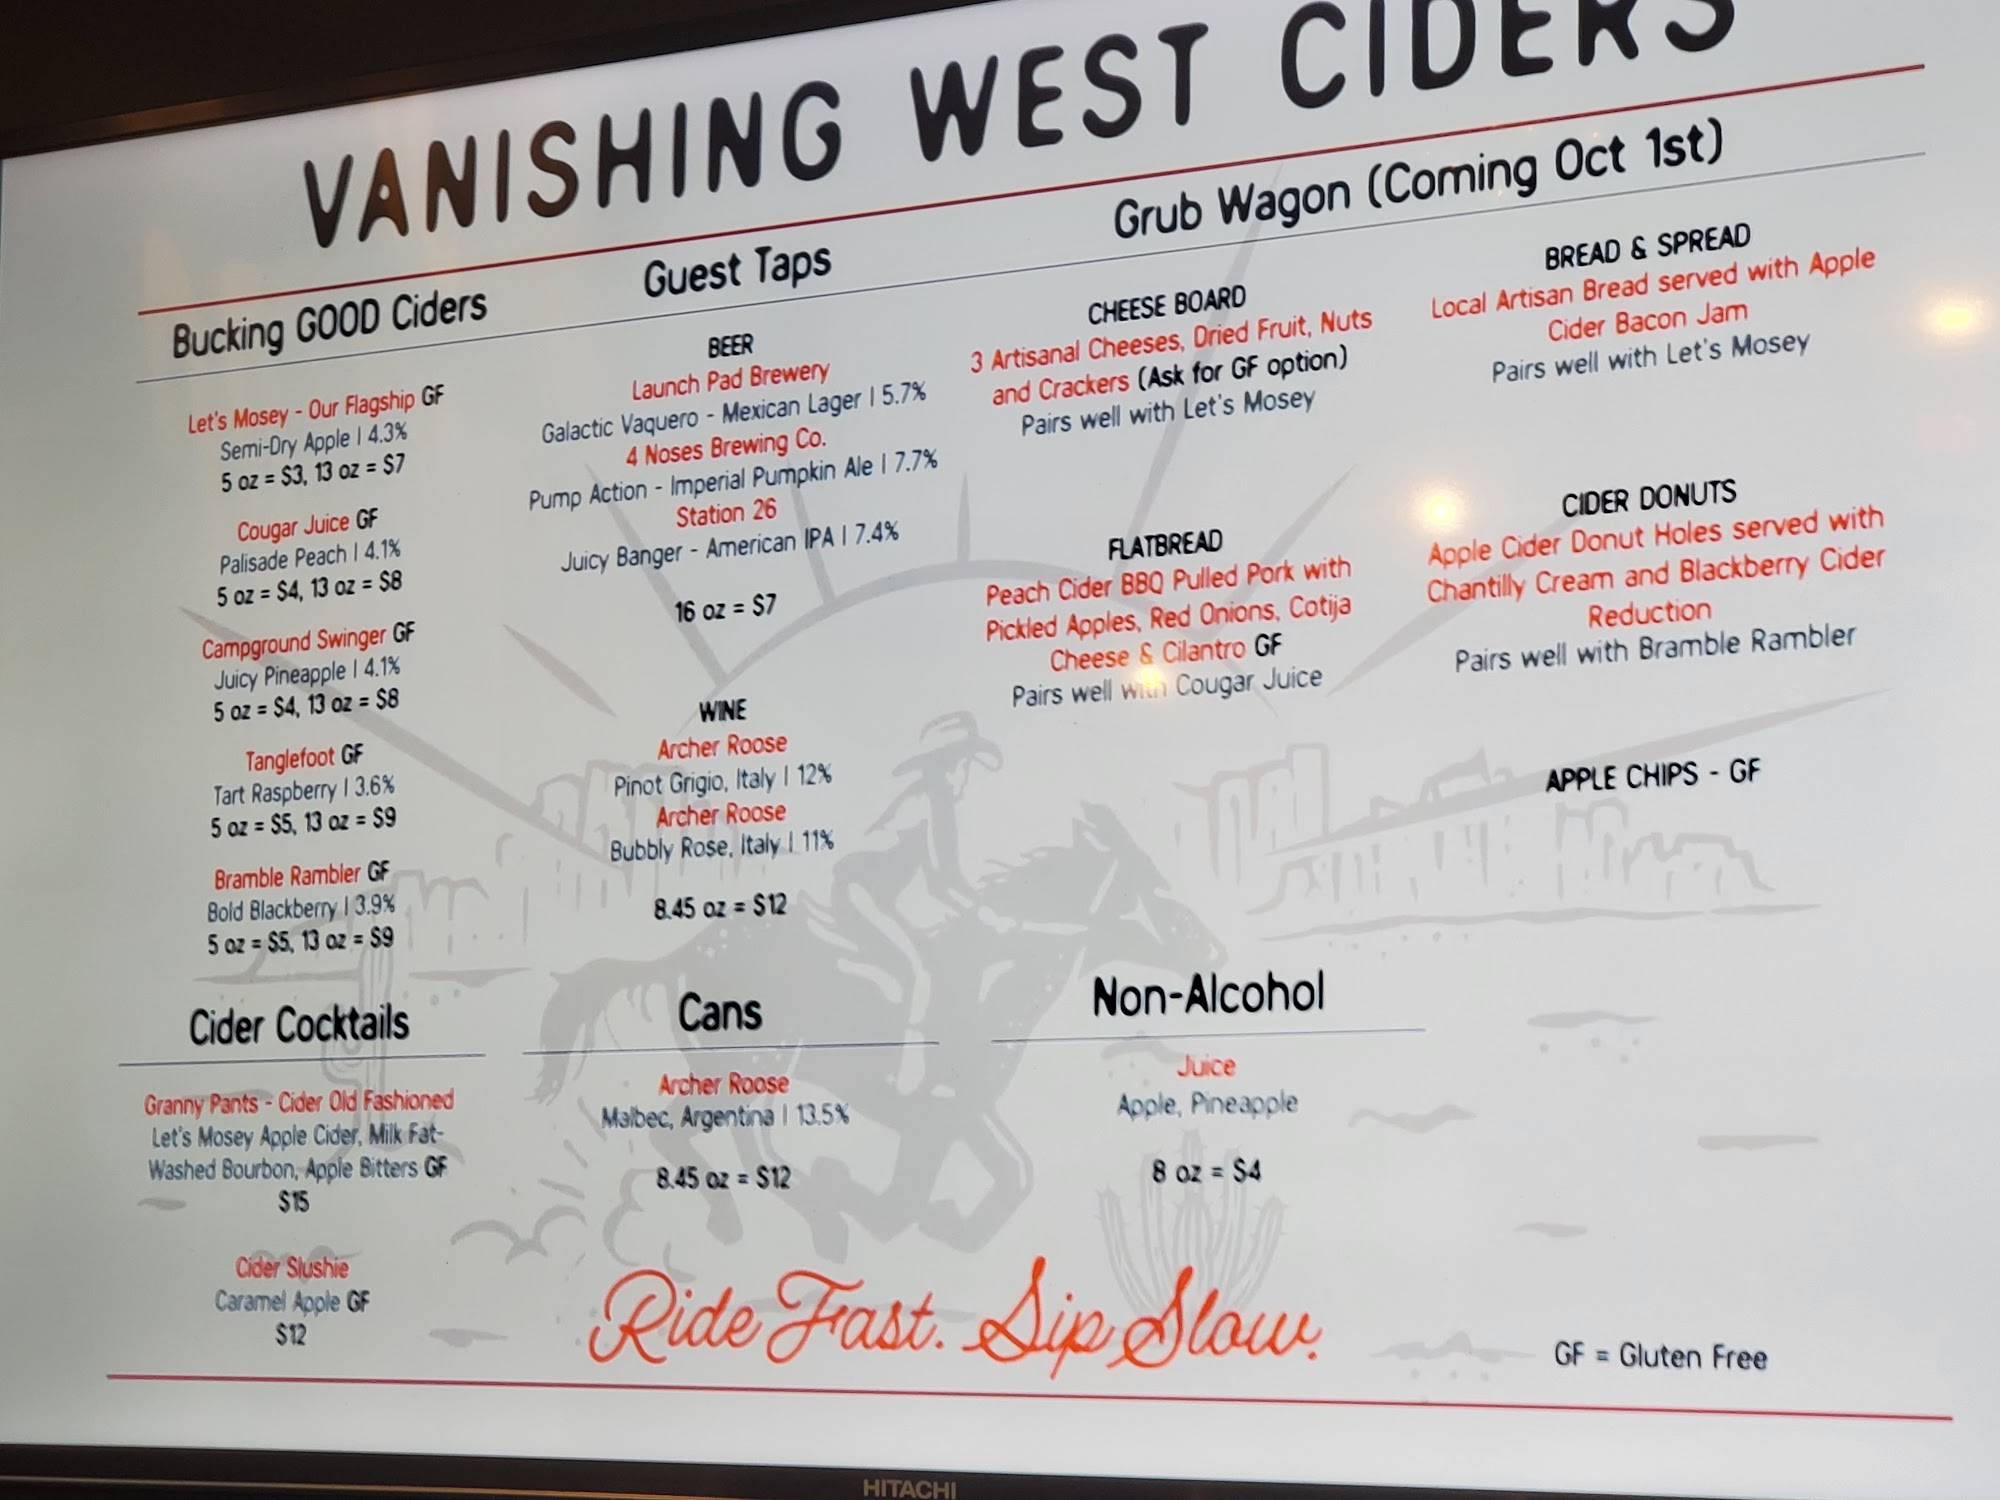 VANISHING WEST CIDERS
Bucking GOOD Ciders
Let's Mosey - Our Flagship GF
Semi-Dry Apple | 4.3%
5 oz = $3, 13 oz = $7
Cougar Juice GF
Palisade Peach | 4.1%
5 oz = $4, 13 oz = $8
Campground Swinger GF
Juicy Pineapple | 4.1%
5 oz = $4, 13 oz = $8
Tanglefoot GF
Tart Raspberry | 3.6%
5 oz = $5, 13 oz = $9
Bramble Rambler GF
Bold Blackberry | 3.9%
5 oz = $5, 13 oz = $9
Guest Taps
BEER
Launch Pad Brewery
Galactic Vaquero - Mexican Lager | 5.7%
4 Noses Brewing Co.
Pump Action - Imperial Pumpkin Ale | 7.7%
Station 26
Juicy Banger - American IPA | 7.4%
16 oz = $7
WINE
Archer Roose
Pinot Grigio, Italy | 12%
Archer Roose
Bubbly Rose, Italy | 11%
8.45 oz = $12
Grub Wagon (Coming Oct 1st)
CHEESE BOARD
3 Artisanal Cheeses, Dried Fruit, Nuts
and Crackers (Ask for GF option)
Pairs well with Let's Mosey
FLATBREAD
Peach Cider BBQ Pulled Pork with
Pickled Apples, Red Onions, Cotija
Cheese & Cilantro GF
Pairs well with Cougar Juice
BREAD & SPREAD
Local Artisan Bread served with Apple
Cider Bacon Jam
Pairs well with Let's Mosey
CIDER DONUTS
Apple Cider Donut Holes served with
Chantilly Cream and Blackberry Cider
Reduction
Pairs well with Bramble Rambler
APPLE CHIPS - GF
Cider Cocktails
Granny Pants - Cider Old Fashioned
Let's Mosey Apple Cider, Milk Fat-
Washed Bourbon, Apple Bitters GF
$15
Cider Slushie
Caramel Apple GF
$12
Cans
Archer Roose
Malbec, Argentina | 13.5%
8.45 oz = $12
Non-Alcohol
Juice
Apple, Pineapple
8 oz = $4
Ride Fast. Sip Slow.
GF = Gluten Free
HITACHI